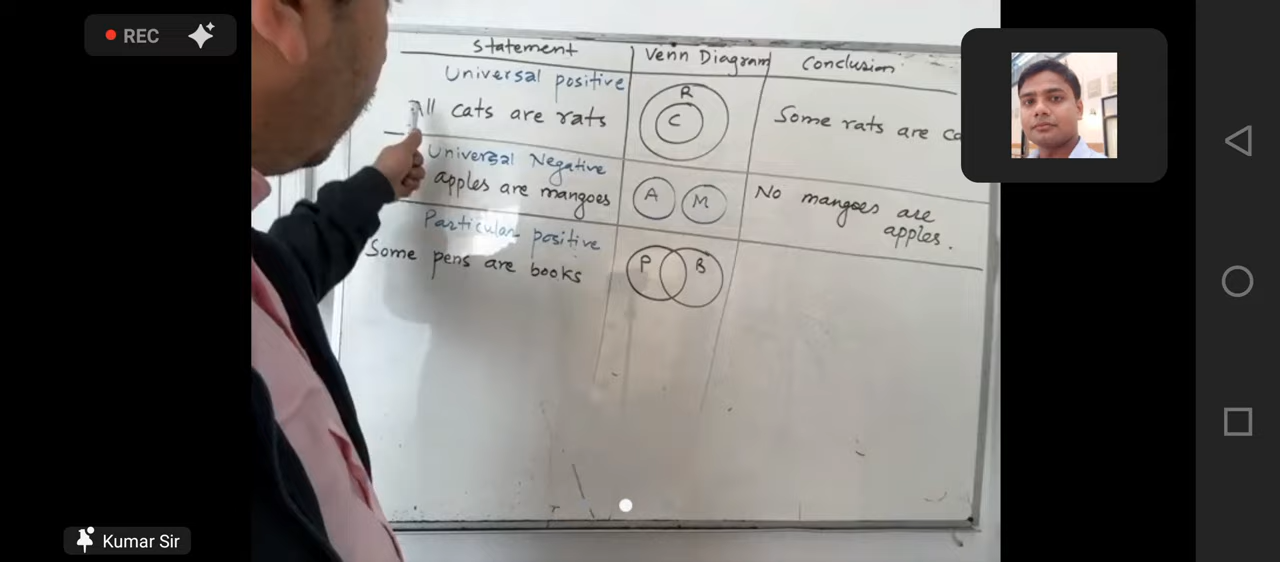 REC
Statement
Venn Diagram
Conclusion
Universal positive
All cats are rats
R
C
Some rats are ca
Universal Negative
apples are mangoes
A
M
No mangoes are
apples.
Particular positive
Some pens are books
P
B
Kumar Sir